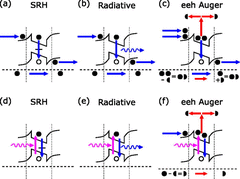 (a) SRH (b) Radiative (c) eeh Auger
(d) SRH (e) Radiative (f) eeh Auger